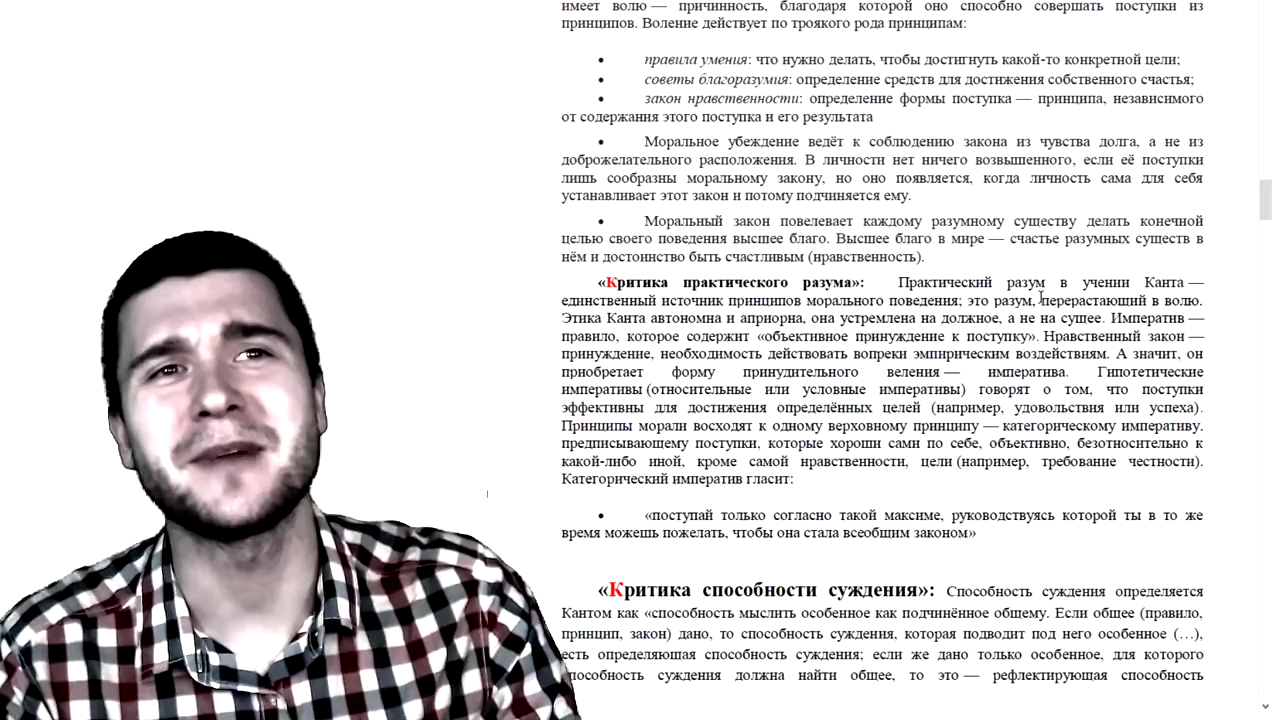 имеет волю — причинность, благодаря которой оно способно совершать поступки из
принципов. Воление действует по троякого рода принципам:
• правила умения: что нужно делать, чтобы достигнуть какой-то конкретной цели;
• советы благоразумия: определение средств для достижения собственного счастья;
• закон нравственности: определение формы поступка — принципа, независимого
от содержания этого поступка и его результата
• Моральное убеждение ведёт к соблюдению закона из чувства долга, а не из
доброжелательного расположения. В личности нет ничего возвышенного, если её поступки
лишь сообразны моральному закону, но оно появляется, когда личность сама для себя
устанавливает этот закон и потому подчиняется ему.
• Моральный закон повелевает каждому разумному существу делать конечной
целью своего поведения высшее благо. Высшее благо в мире — счастье разумных существ в
нём и достоинство быть счастливым (нравственность).
«Критика практического разума»: Практический разум в учении Канта —
единственный источник принципов морального поведения; это разум, перерастающий в волю.
Этика Канта автономна и априорна, она устремлена на должное, а не на сущее. Императив —
правило, которое содержит «объективное принуждение к поступку». Нравственный закон —
принуждение, необходимость действовать вопреки эмпирическим воздействиям. А значит, он
приобретает форму принудительного веления — императива. Гипотетические
императивы (относительные или условные императивы) говорят о том, что поступки
эффективны для достижения определённых целей (например, удовольствия или успеха).
Принципы морали восходят к одному верховному принципу — категорическому императиву,
предписывающему поступки, которые хороши сами по себе, объективно, безотносительно к
какой-либо иной, кроме самой нравственности, цели (например, требование честности).
Категорический императив гласит:
• «поступай только согласно такой максиме, руководствуясь которой ты в то же
время можешь пожелать, чтобы она стала всеобщим законом»
«Критика способности суждения»: Способность суждения определяется
Кантом как «способность мыслить особенное как подчинённое общему. Если общее (правило,
принцип, закон) дано, то способность суждения, которая подводит под него особенное (…),
есть определяющая способность суждения; если же дано только особенное, для которого
способность суждения должна найти общее, то это — рефлектирующая способность